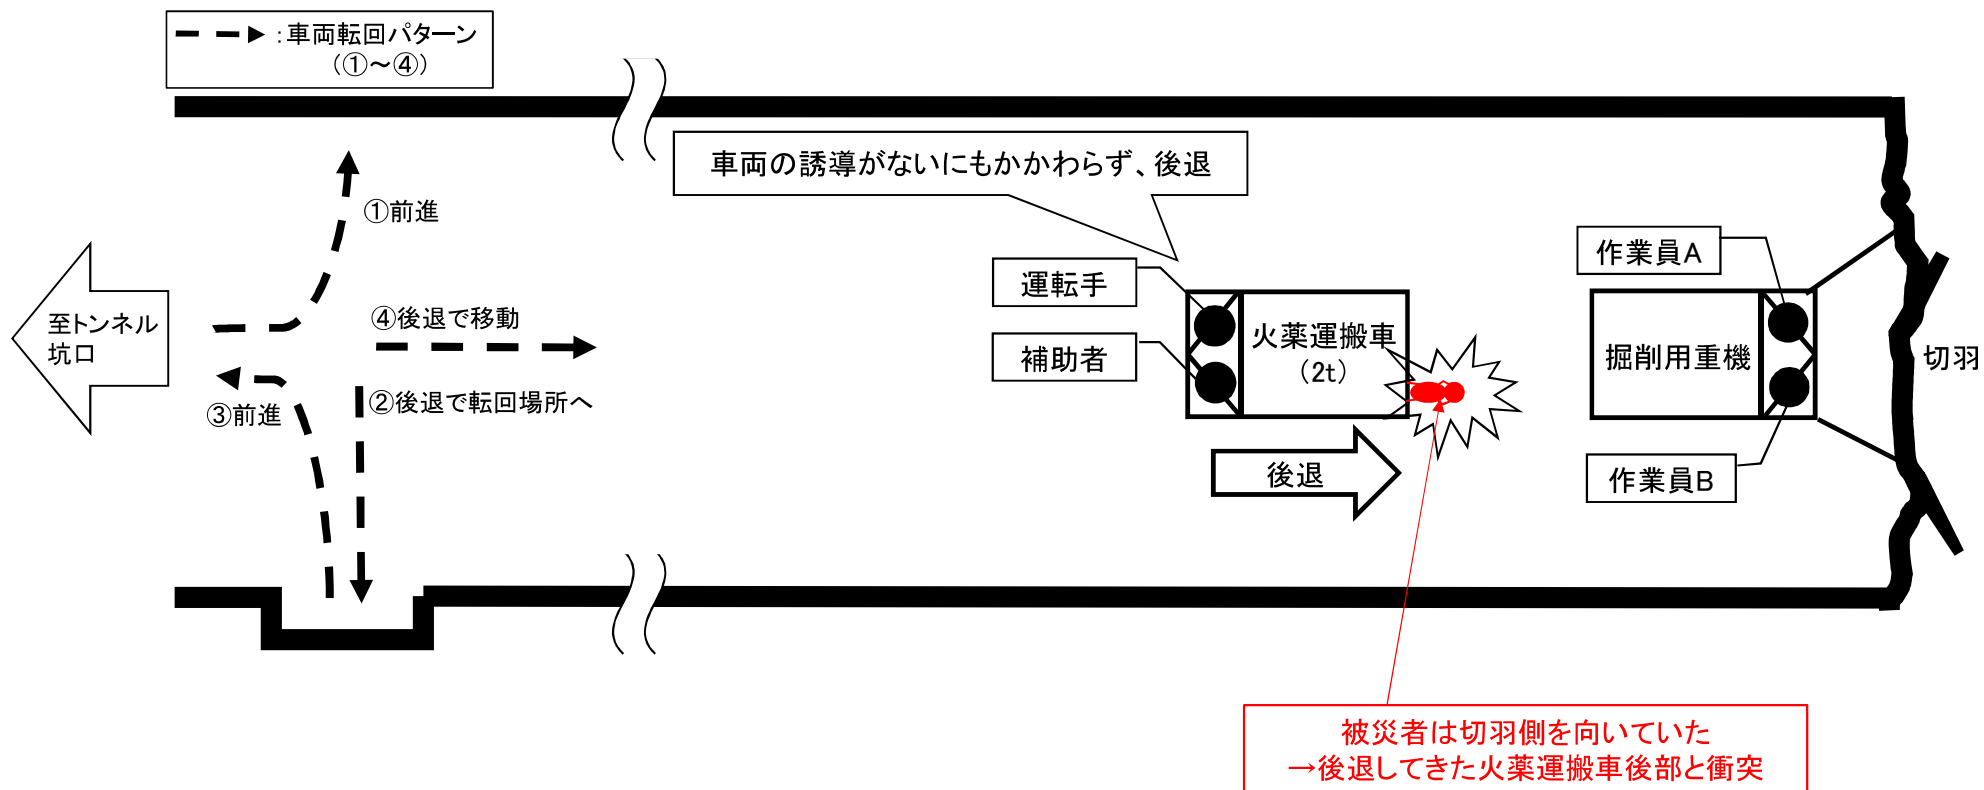 :車両転回パターン
(①~④)
車両の誘導がないにもかかわらず、後退
①前進
作業員A
運転手
至トンネル
坑口
④後退で移動
火薬運搬車
(2t)
補助者
掘削用重機
切羽
③前進
②後退で転回場所へ
後退
作業員B
被災者は切羽側を向いていた
→後退してきた火薬運搬車後部と衝突